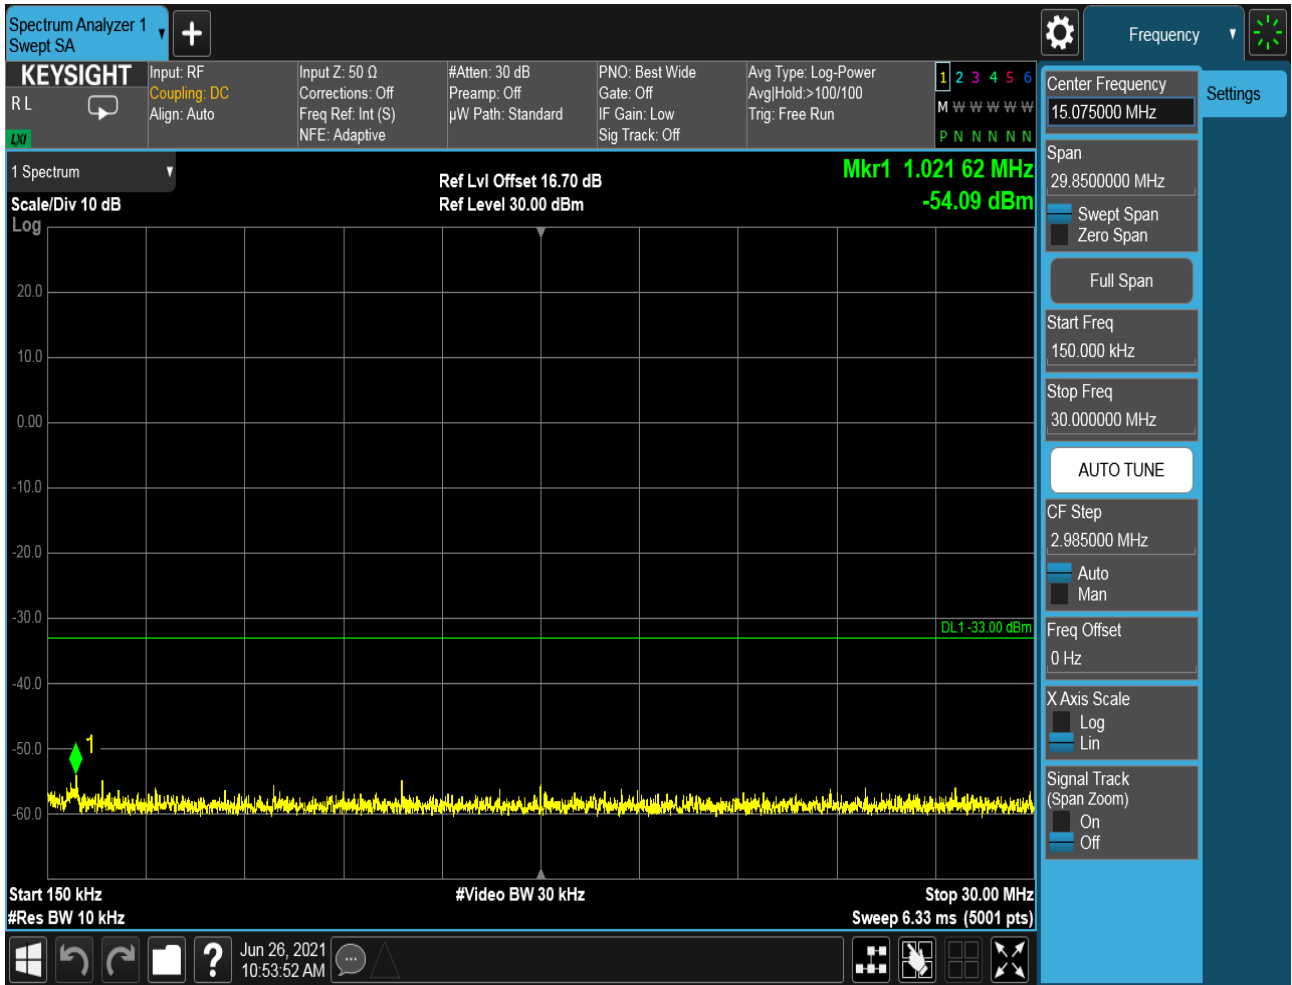 Spectrum Analyzer 1
Swept SA
+
Frequency
KEYSIGHT
R L
LXI
Input: RF
Coupling: DC
Align: Auto
Input Z: 50 Ω
Corrections: Off
Freq Ref: Int (S)
NFE: Adaptive
#Atten: 30 dB
Preamp: Off
µW Path: Standard
PNO: Best Wide
Gate: Off
IF Gain: Low
Sig Track: Off
Avg Type: Log-Power
Avg|Hold:>100/100
Trig: Free Run
1 2 3 4 5 6
M W W W W W
P N N N N N
1 Spectrum
Scale/Div 10 dB
Log
Ref Lvl Offset 16.70 dB
Ref Level 30.00 dBm
Mkr1 1.021 62 MHz
-54.09 dBm
20.0
10.0
0.00
-10.0
-20.0
-30.0
DL1 -33.00 dBm
-40.0
-50.0
1
-60.0
Start 150 kHz
#Res BW 10 kHz
#Video BW 30 kHz
Stop 30.00 MHz
Sweep 6.33 ms (5001 pts)
?
Jun 26, 2021
10:53:52 AM
Center Frequency
15.075000 MHz
Settings
Span
29.8500000 MHz
Swept Span
Zero Span
Full Span
Start Freq
150.000 kHz
Stop Freq
30.000000 MHz
AUTO TUNE
CF Step
2.985000 MHz
Auto
Man
Freq Offset
0 Hz
X Axis Scale
Log
Lin
Signal Track
(Span Zoom)
On
Off